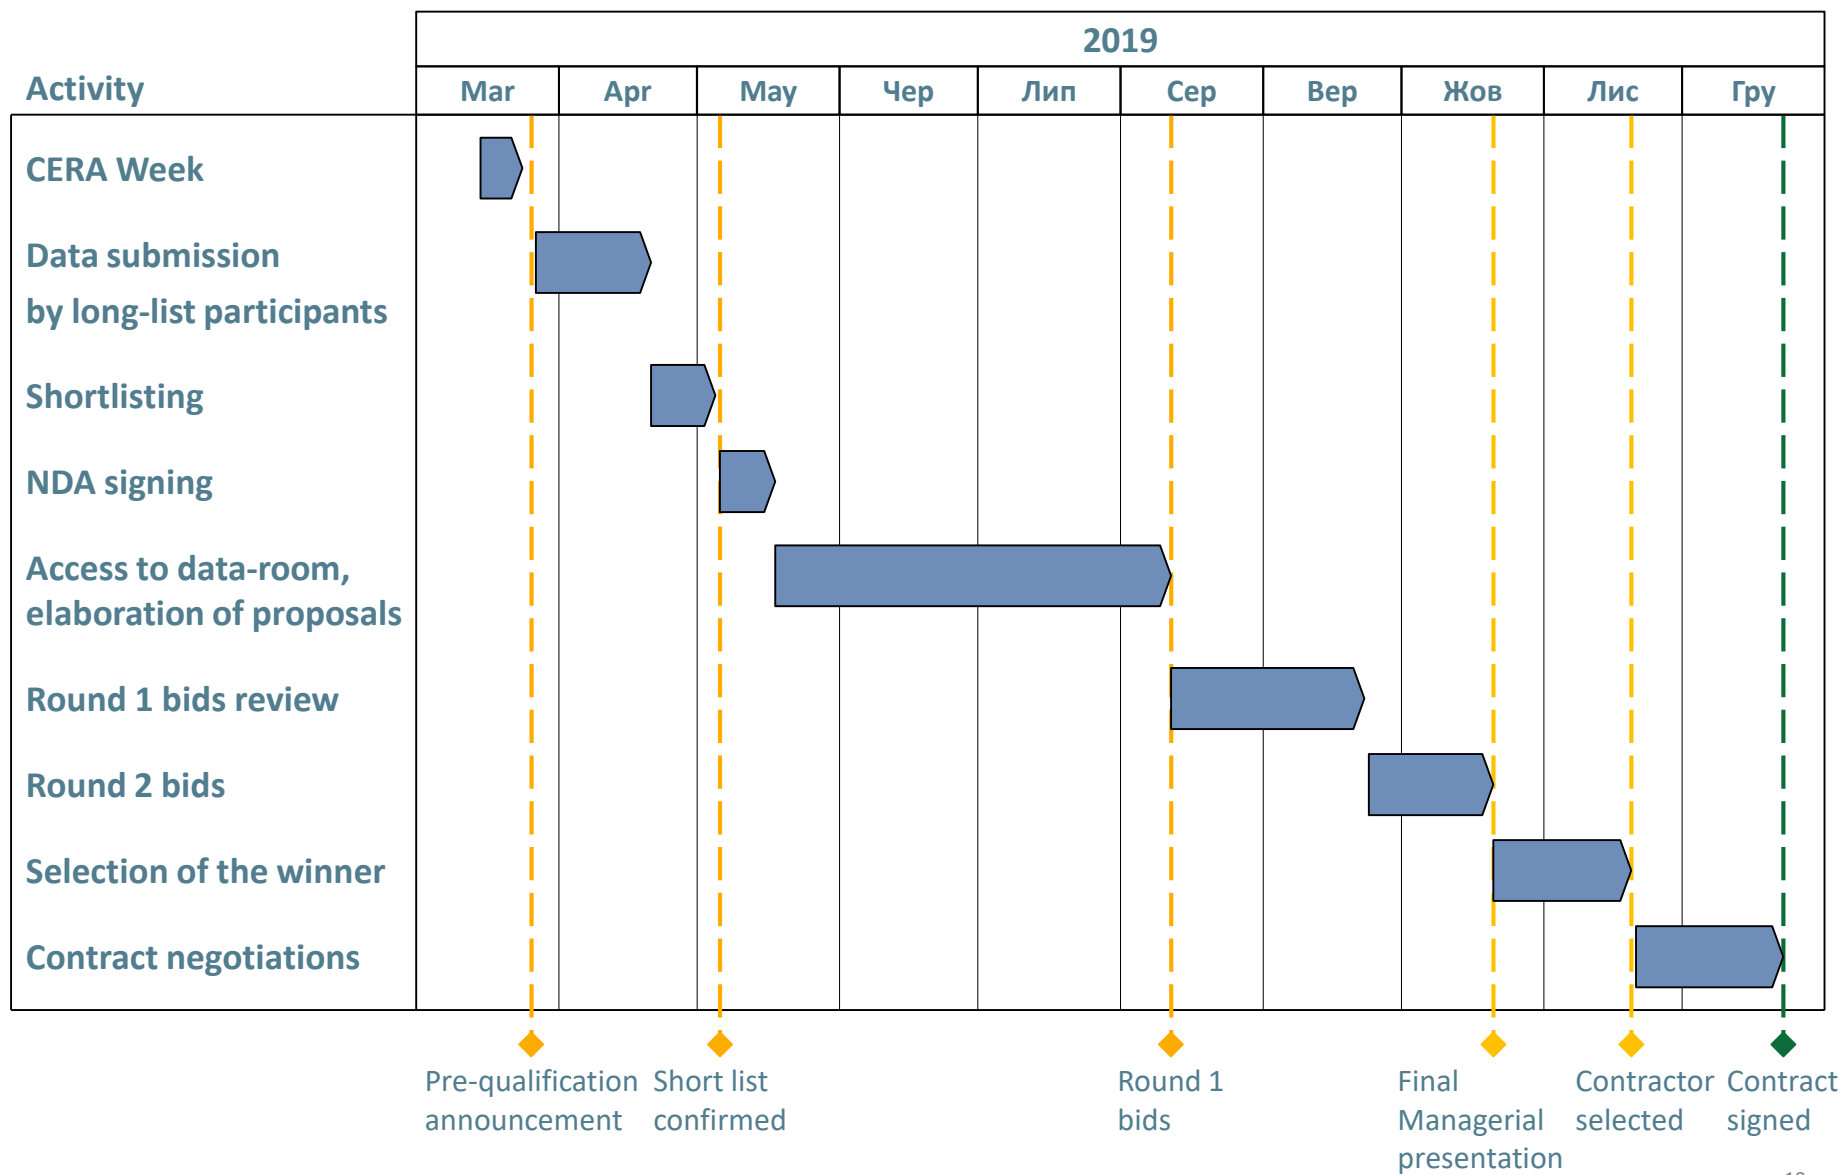 2019
Activity
Mar Apr May Чер Лип Сер Вер Жов Лис Гру
CERA Week
Data submission
by long-list participants
Shortlisting
NDA signing
Access to data-room,
elaboration of proposals
Round 1 bids review
Round 2 bids
Selection of the winner
Contract negotiations
Pre-qualification
announcement
Short list
confirmed
Round 1
bids
Final
Managerial
presentation
Contractor
selected
Contract
signed